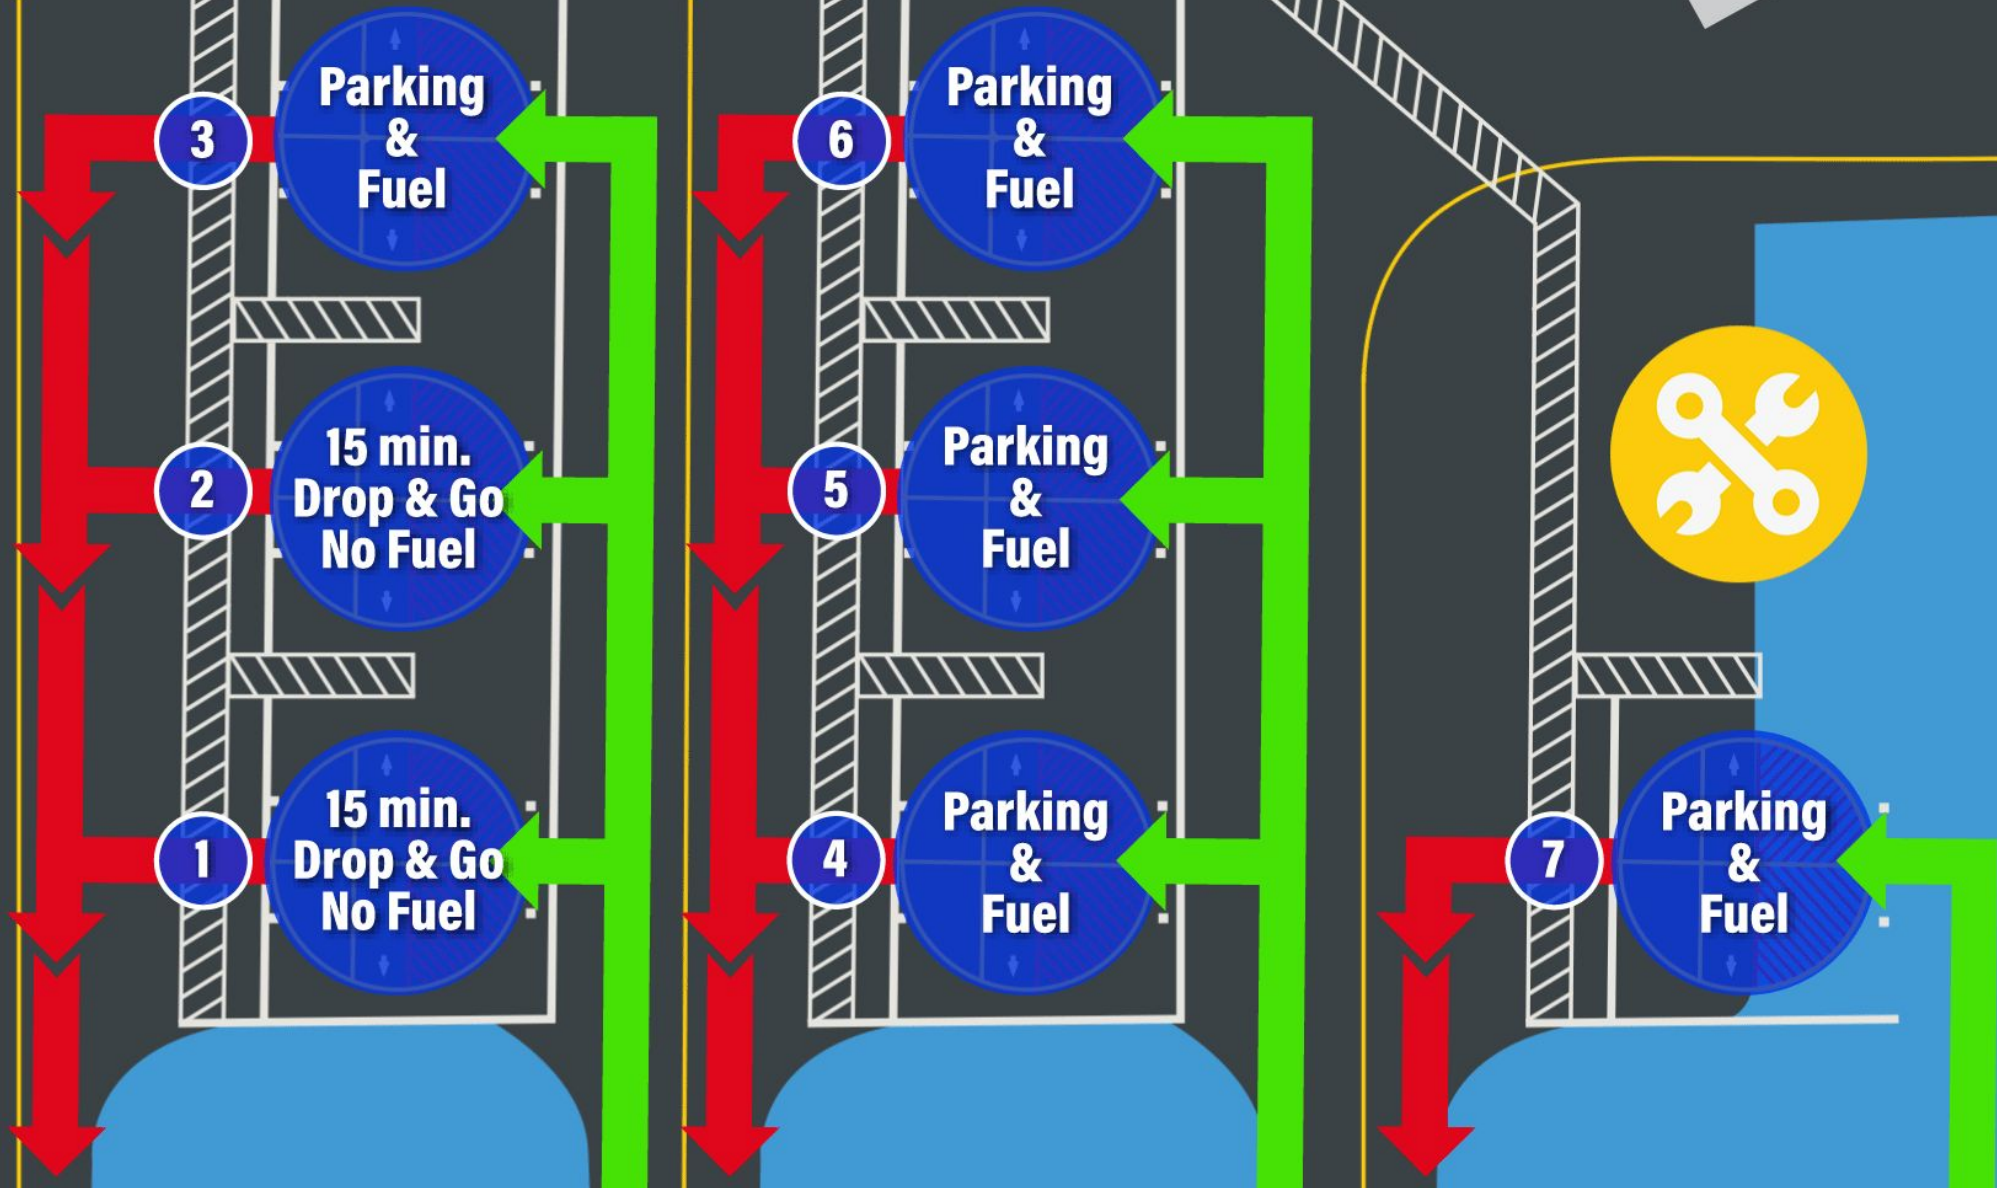 3
Parking
&
Fuel
6
Parking
&
Fuel
2
15 min.
Drop & Go
No Fuel
5
Parking
&
Fuel
1
15 min.
Drop & Go
No Fuel
4
Parking
&
Fuel
7
Parking
&
Fuel